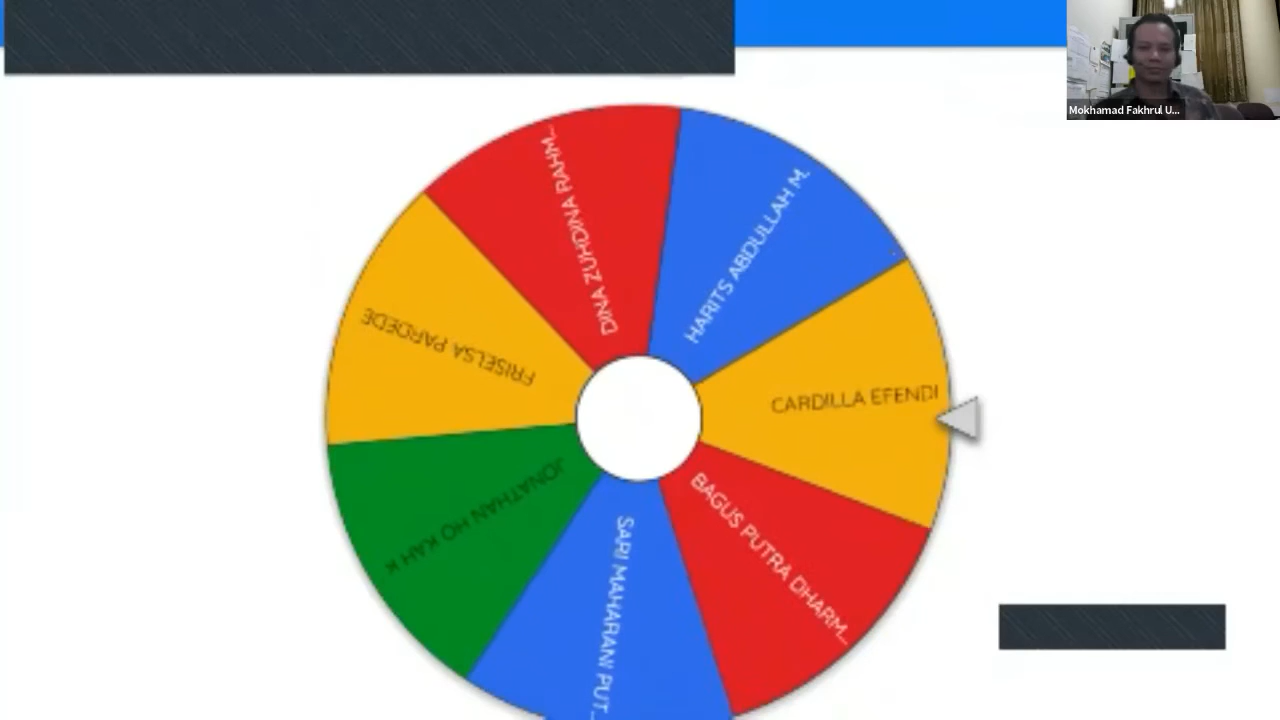 Mokhamad Fakhrul U...
DINA ZUHDINA RAHM...
HARITS ABDULLAH M.
CARDILLA EFENDI
BAGUS PUTRA DHARM...
SARI MAHARANI PUT...
JONATHAN HO KAH K
FRISELSA PARDEDE